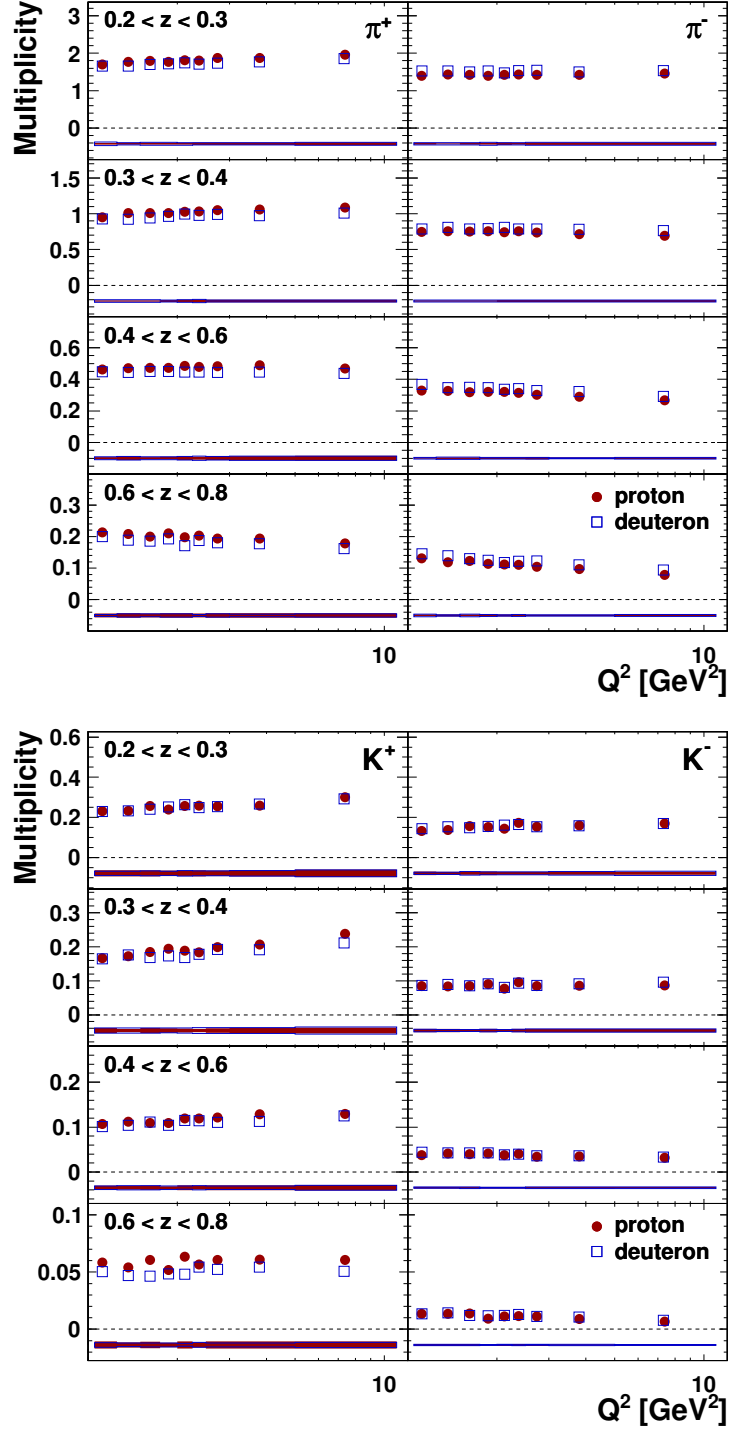 Multiplicity
0.2 < z < 0.3
π⁺
π⁻
3
2
1
0
0.3 < z < 0.4
1.5
1
0.5
0
0.4 < z < 0.6
0.6
0.4
0.2
0
0.6 < z < 0.8
proton
deuteron
0.3
0.2
0.1
0
10
10
Q² [GeV²]
Multiplicity
0.2 < z < 0.3
K⁺
K⁻
0.6
0.4
0.2
0
0.3 < z < 0.4
0.3
0.2
0.1
0
0.4 < z < 0.6
0.2
0.1
0
0.6 < z < 0.8
proton
deuteron
0.1
0.05
0
10
10
Q² [GeV²]